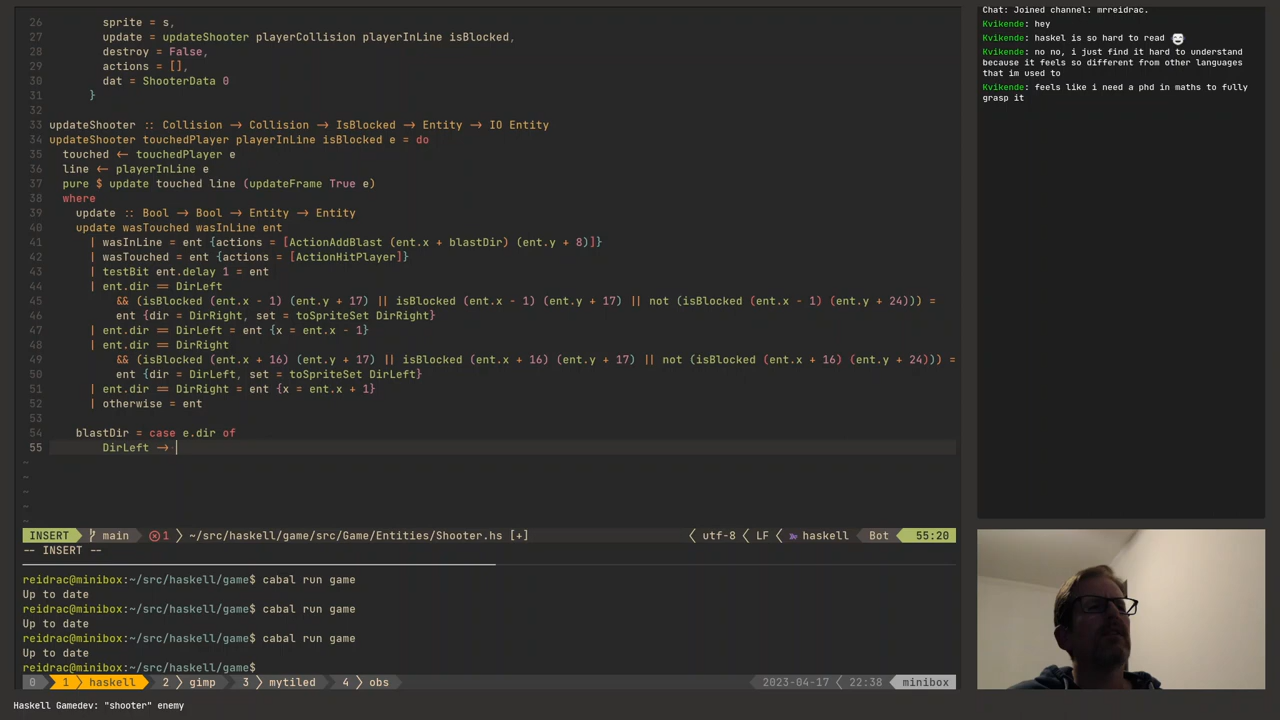 26         sprite = s,
27         update = updateShooter playerCollision playerInLine isBlocked,
28         destroy = False,
29         actions = [],
30         dat = ShooterData 0
31       }
32
33 updateShooter :: Collision → Collision → IsBlocked → Entity → IO Entity
34 updateShooter touchedPlayer playerInLine isBlocked e = do
35   touched ← touchedPlayer e
36   line ← playerInLine e
37   pure $ update touched line (updateFrame True e)
38   where
39     update :: Bool → Bool → Entity → Entity
40     update wasTouched wasInLine ent
41       | wasInLine = ent {actions = [ActionAddBlast (ent.x + blastDir) (ent.y + 8)]}
42       | wasTouched = ent {actions = [ActionHitPlayer]}
43       | testBit ent.delay 1 = ent
44       | ent.dir == DirLeft
45           && (isBlocked (ent.x - 1) (ent.y + 17) || isBlocked (ent.x - 1) (ent.y + 17) || not (isBlocked (ent.x - 1) (ent.y + 24))) =
46           ent {dir = DirRight, set = toSpriteSet DirRight}
47       | ent.dir == DirLeft = ent {x = ent.x - 1}
48       | ent.dir == DirRight
49           && (isBlocked (ent.x + 16) (ent.y + 17) || isBlocked (ent.x + 16) (ent.y + 17) || not (isBlocked (ent.x + 16) (ent.y + 24))) =
50           ent {dir = DirLeft, set = toSpriteSet DirLeft}
51       | ent.dir == DirRight = ent {x = ent.x + 1}
52       | otherwise = ent
53
54     blastDir = case e.dir of
55         DirLeft →
~
~
~
~
~
INSERT main 1 ~/src/haskell/game/src/Game/Entities/Shooter.hs [+] utf-8 LF haskell Bot 55:20
-- INSERT --
reidrac@minibox:~/src/haskell/game$ cabal run game
Up to date
reidrac@minibox:~/src/haskell/game$ cabal run game
Up to date
reidrac@minibox:~/src/haskell/game$ cabal run game
Up to date
reidrac@minibox:~/src/haskell/game$
0 1 haskell 2 gimp 3 mytiled 4 obs 2023-04-17 22:38 minibox
Haskell Gamedev: "shooter" enemy
Chat: Joined channel: mrreidrac.
Kvikende: hey
Kvikende: haskel is so hard to read
Kvikende: no no, i just find it hard to understand
because it feels so different from other languages
that im used to
Kvikende: feels like i need a phd in maths to fully
grasp it